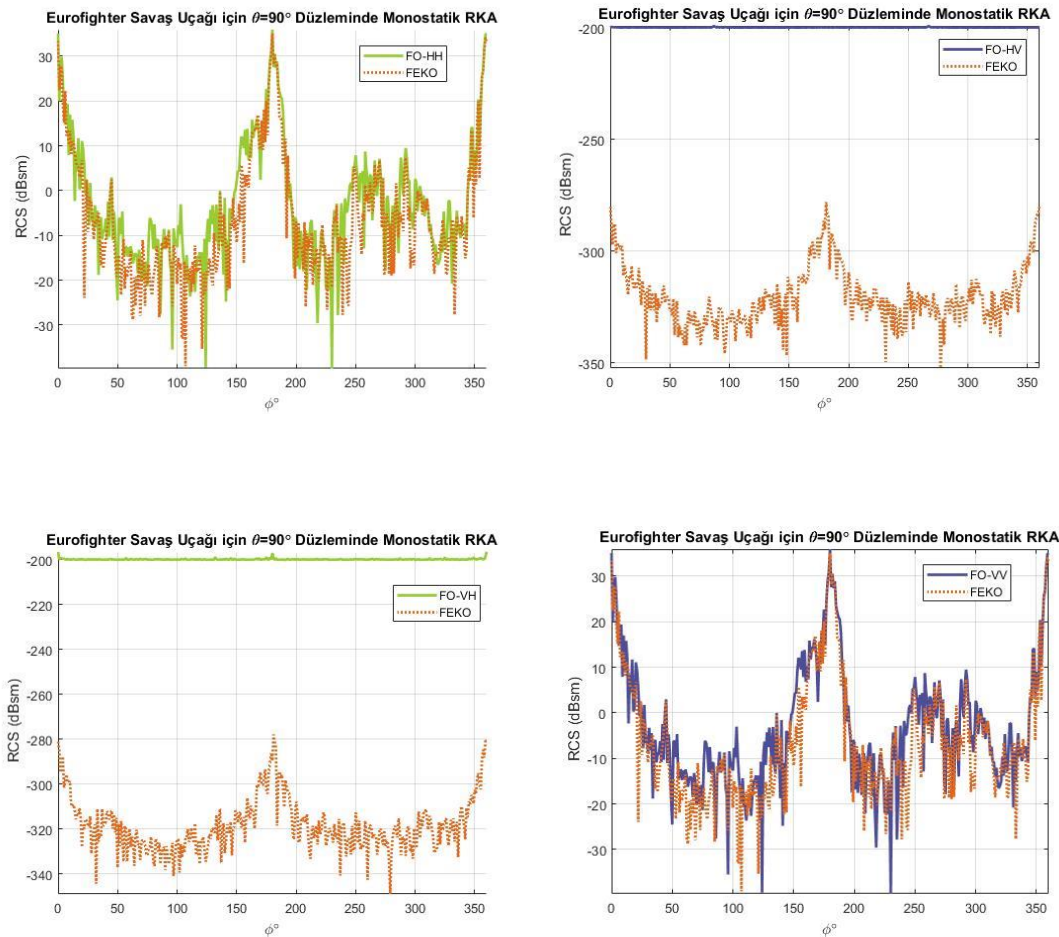 Eurofighter Savaş Uçağı için θ=90° Düzleminde Monostatik RKA
FO-HH
FEKO
RCS (dBsm)
30
20
10
0
-10
-20
-30
0 50 100 150 200 250 300 350
ϕ°
Eurofighter Savaş Uçağı için θ=90° Düzleminde Monostatik RKA
FO-HV
FEKO
RCS (dBsm)
-200
-250
-300
-350
0 50 100 150 200 250 300 350
ϕ°
Eurofighter Savaş Uçağı için θ=90° Düzleminde Monostatik RKA
FO-VH
FEKO
RCS (dBsm)
-200
-220
-240
-260
-280
-300
-320
-340
0 50 100 150 200 250 300 350
ϕ°
Eurofighter Savaş Uçağı için θ=90° Düzleminde Monostatik RKA
FO-VV
FEKO
RCS (dBsm)
30
20
10
0
-10
-20
-30
0 50 100 150 200 250 300 350
ϕ°